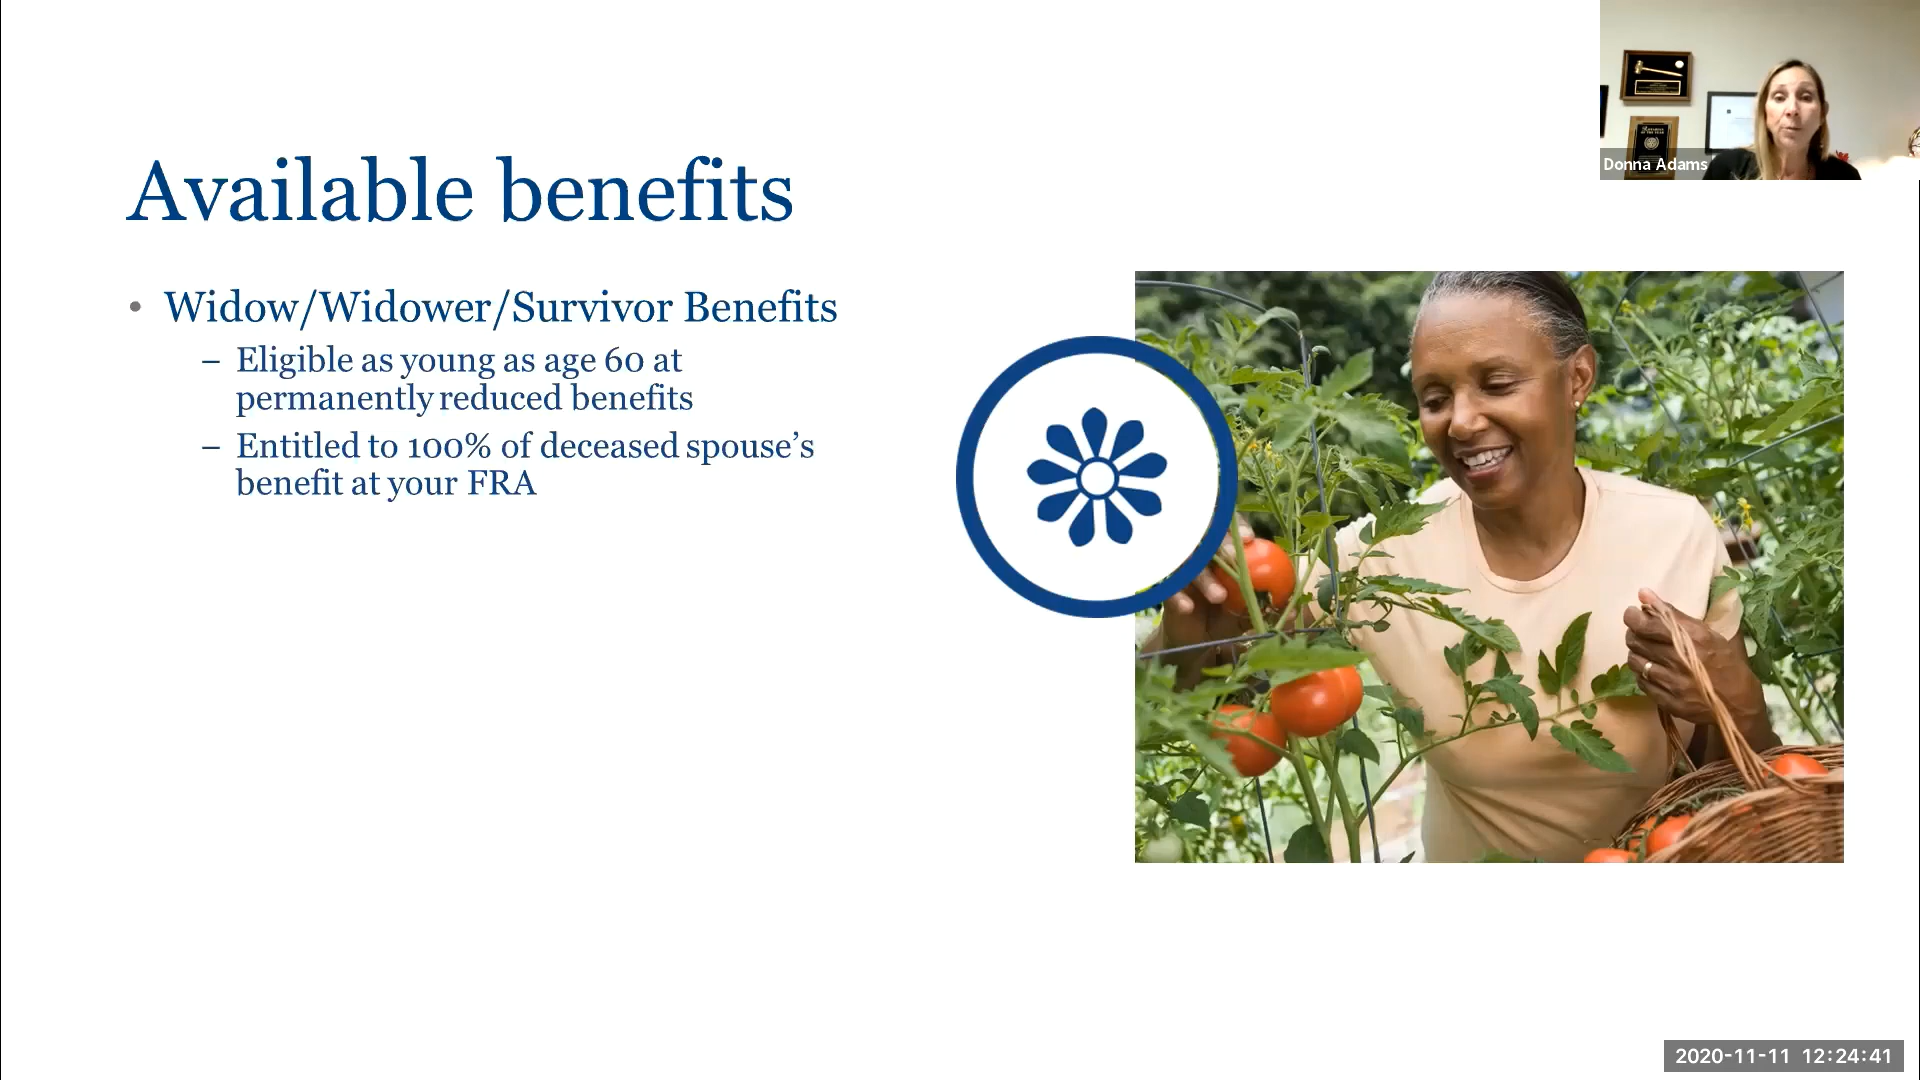 Available benefits
• Widow/Widower/Survivor Benefits
– Eligible as young as age 60 at
permanently reduced benefits
– Entitled to 100% of deceased spouse’s
benefit at your FRA
Donna Adams
2020-11-11 12:24:41